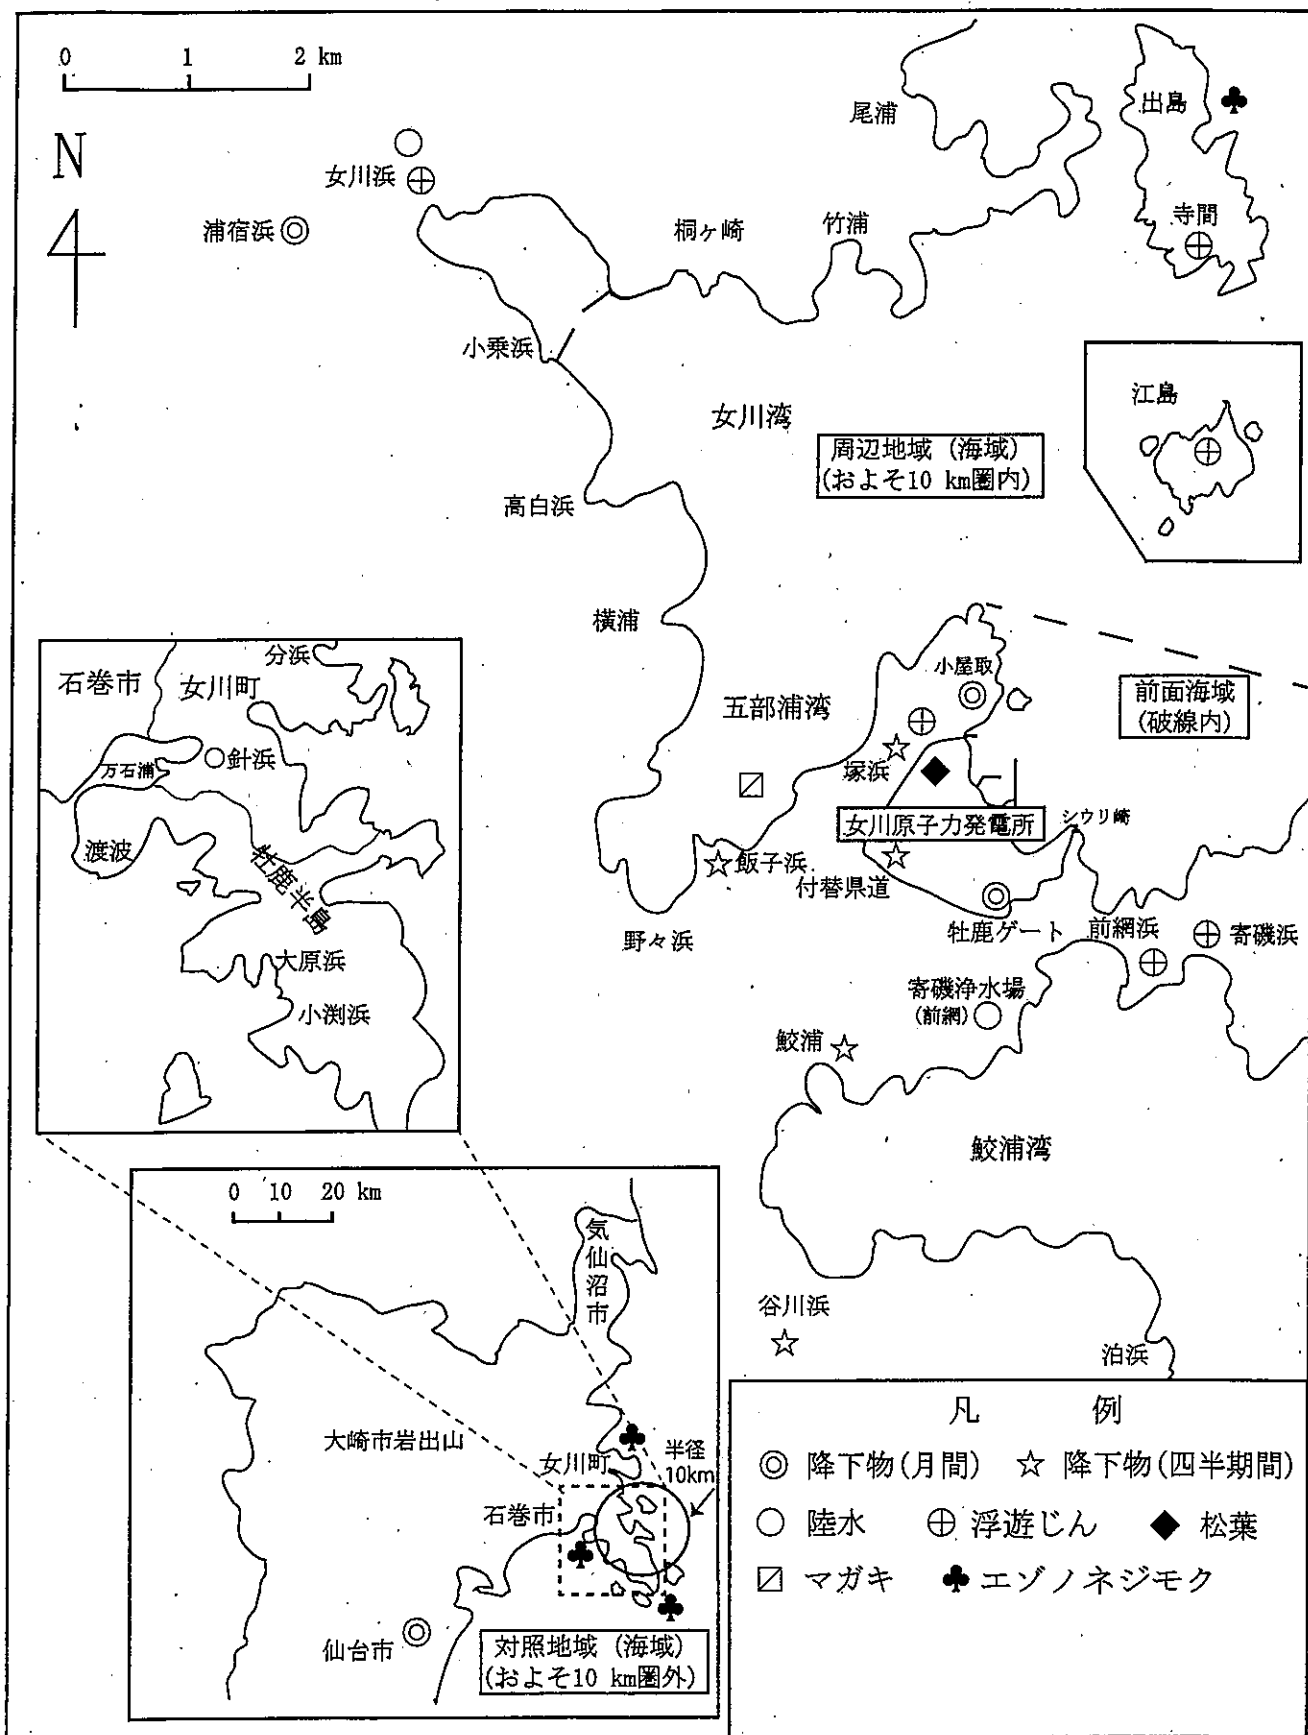 0 1 2 km
N
尾浦
出島
女川浜
浦宿浜
桐ケ崎
竹浦
寺間
小乗浜
女川湾
江島
周辺地域（海域）
(およそ10 km圏内)
高白浜
横浦
小屋取
五部浦湾
前面海域
(破線内)
塚浜
女川原子力発電所
シウリ崎
飯子浜
付替県道
野々浜
牡鹿ゲート
前網浜
寄磯浜
寄磯浄水場
(前網)
鮫浦
鮫浦湾
谷川浜
泊浜
分浜
石巻市
女川町
針浜
万石浦
渡波
牡鹿半島
大原浜
小渕浜
0 10 20 km
気仙沼市
大崎市岩出山
女川町
半径
10km
石巻市
仙台市
対照地域（海域）
(およそ10 km圏外)
凡 例
◎ 降下物(月間) ☆ 降下物(四半期間)
○ 陸水 ⊕ 浮遊じん ◆ 松葉
〼 マガキ ♣ エゾノネジモク